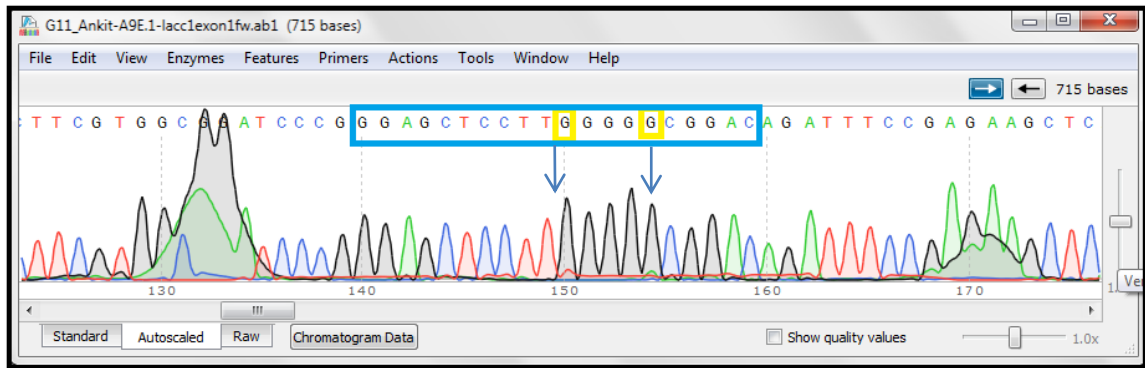 G11_Ankit-A9E.1-lacc1exon1fw.ab1 (715 bases)
File Edit View Enzymes Features Primers Actions Tools Window Help
715 bases
T T C G T G G C G G A T C C C G G G A G C T C C T T G G G G G C G G A C A G A T T T C C G A G A A G C T C
130 140 150 160 170
Standard Autoscaled Raw Chromatogram Data Show quality values 1.0x